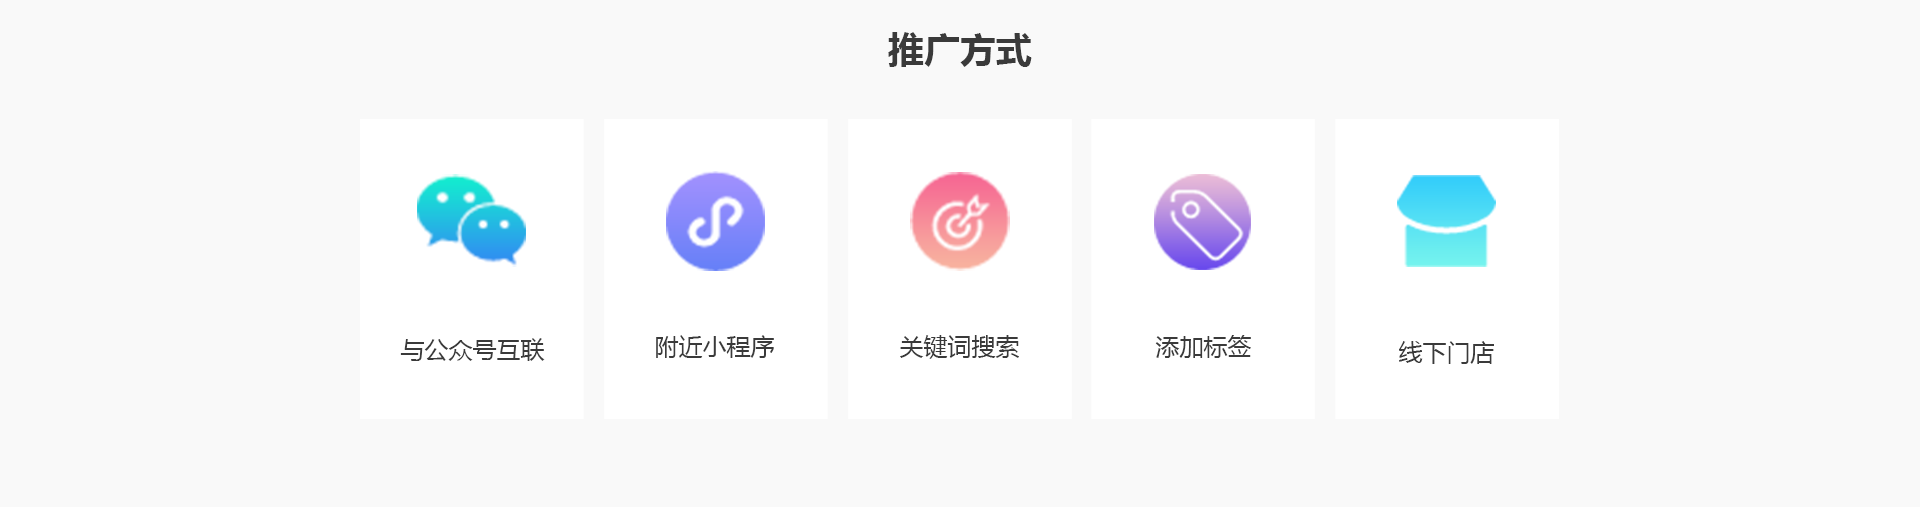 推广方式
与公众号互联
附近小程序
关键词搜索
添加标签
线下门店